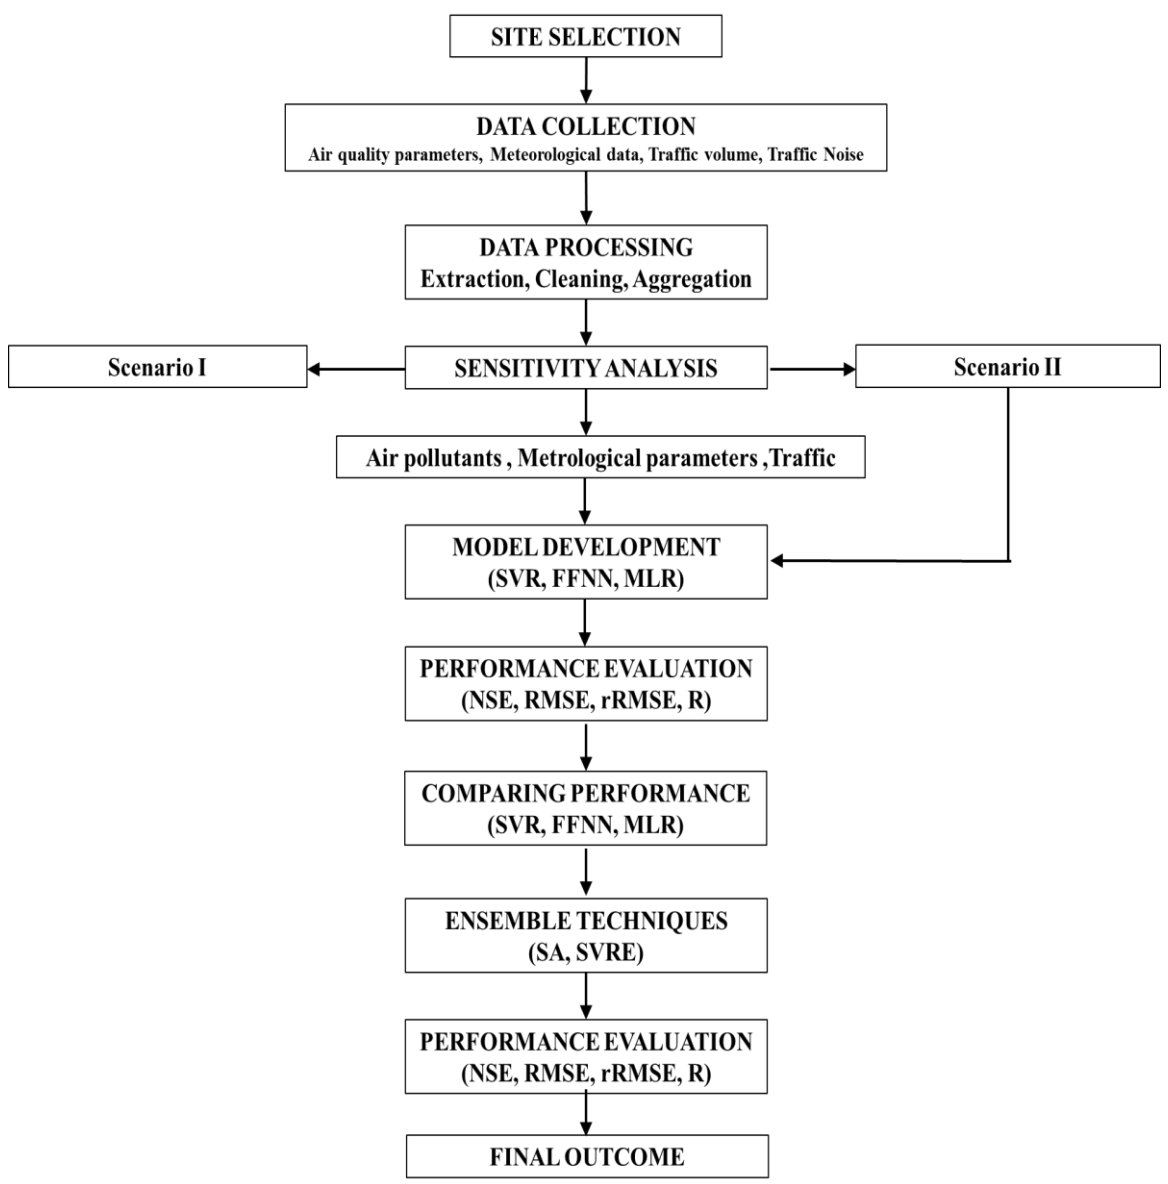 SITE SELECTION
DATA COLLECTION
Air quality parameters, Meteorological data, Traffic volume, Traffic Noise
DATA PROCESSING
Extraction, Cleaning, Aggregation
Scenario I
SENSITIVITY ANALYSIS
Scenario II
Air pollutants , Metrological parameters ,Traffic
MODEL DEVELOPMENT
(SVR, FFNN, MLR)
PERFORMANCE EVALUATION
(NSE, RMSE, rRMSE, R)
COMPARING PERFORMANCE
(SVR, FFNN, MLR)
ENSEMBLE TECHNIQUES
(SA, SVRE)
PERFORMANCE EVALUATION
(NSE, RMSE, rRMSE, R)
FINAL OUTCOME